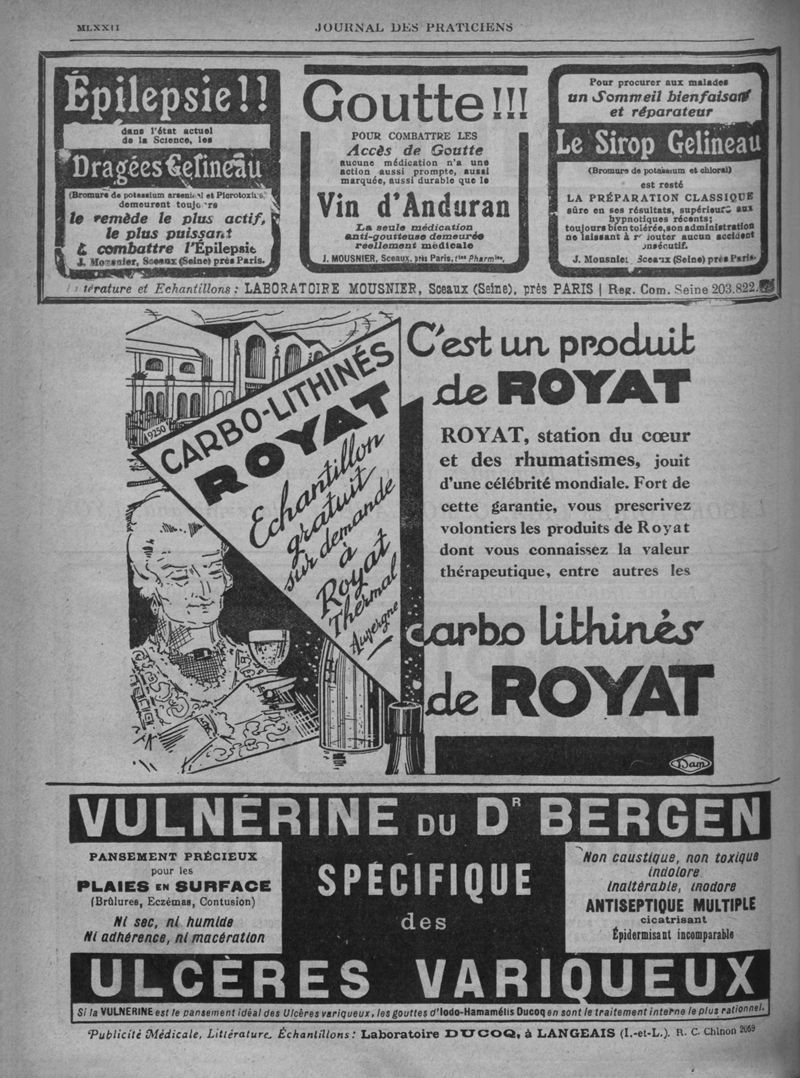 MLXXII
JOURNAL DES PRATICIENS
Épilepsie!!
dans l'état actuel
de la Science, les
Dragées Gelineau
(Bromure de potassium arsenical et Picrotoxine)
demeurent toujours
le remède le plus actif,
le plus puissant
à combattre l'Épilepsie
J. Mousnier, Sceaux (Seine) près Paris.
Goutte!!!
POUR COMBATTRE LES
Accès de Goutte
aucune médication n'a une
action aussi prompte, aussi
marquée, aussi durable que le
Vin d'Anduran
La seule médication
anti-goutteuse demeurée
réellement médicale
J. MOUSNIER, Sceaux, près Paris, rtes Pharmies.
Pour procurer aux malades
un Sommeil bienfaisant
et réparateur
Le Sirop Gelineau
(Bromure de potassium et chloral)
est resté
LA PRÉPARATION CLASSIQUE
sûre en ses résultats, supérieure aux
hypnotiques récents;
toujours bien tolérée, son administration
ne laissant à redouter aucun accident
consécutif.
J. Mousnier, Sceaux (Seine) près Paris.
Littérature et Echantillons : LABORATOIRE MOUSNIER, Sceaux (Seine), près PARIS | Reg. Com. Seine 203.822.
A9250
CARBO-LITHINÉS
ROYAT
Echantillon
gratuit
sur demande
à
Royat
Thermal
Auvergne
C'est un produit
de ROYAT
ROYAT, station du cœur
et des rhumatismes, jouit
d'une célébrité mondiale. Fort de
cette garantie, vous prescrivez
volontiers les produits de Royat
dont vous connaissez la valeur
thérapeutique, entre autres les
carbo lithinés
de ROYAT
Dam
VULNÉRINE DU DR BERGEN
PANSEMENT PRÉCIEUX
pour les
PLAIES EN SURFACE
(Brûlures, Eczémas, Contusion)
Ni sec, ni humide
Ni adhérence, ni macération
SPÉCIFIQUE
des
Non caustique, non toxique
Indolore
Inaltérable, inodore
ANTISEPTIQUE MULTIPLE
cicatrisant
Épidermisant incomparable
ULCÈRES VARIQUEUX
Si la VULNERINE est le pansement idéal des Ulcères variqueux, les gouttes d'Iodo-Hamamélis Ducoq en sont le traitement interne le plus rationnel.
Publicité Médicale, Littérature, Échantillons : Laboratoire DUCOQ, à LANGEAIS (I.-et-L.). R. C. Chinon 2059